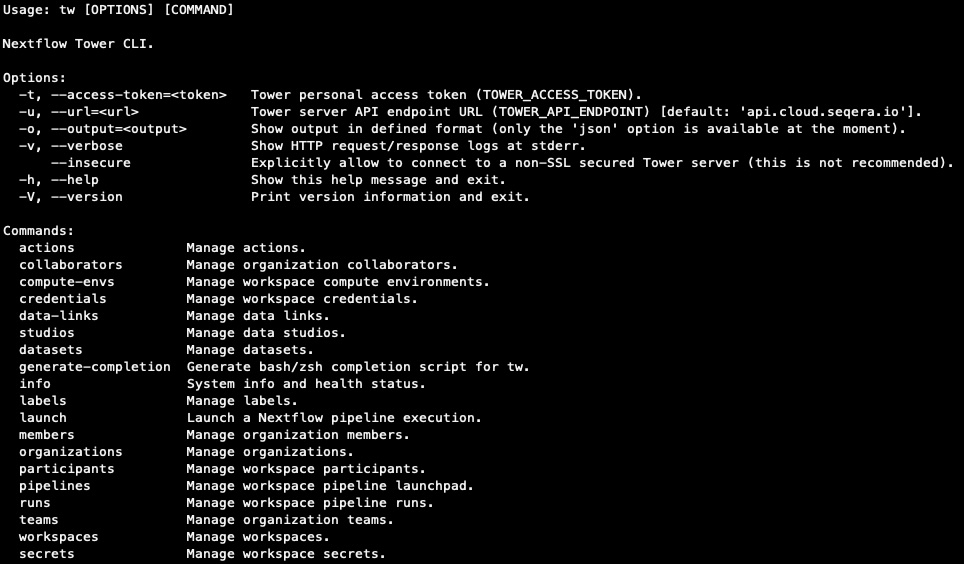 Usage: tw [OPTIONS] [COMMAND]

Nextflow Tower CLI.

Options:
  -t, --access-token=<token>   Tower personal access token (TOWER_ACCESS_TOKEN).
  -u, --url=<url>              Tower server API endpoint URL (TOWER_API_ENDPOINT) [default: 'api.cloud.seqera.io'].
  -o, --output=<output>        Show output in defined format (only the 'json' option is available at the moment).
  -v, --verbose                Show HTTP request/response logs at stderr.
      --insecure               Explicitly allow to connect to a non-SSL secured Tower server (this is not recommended).
  -h, --help                   Show this help message and exit.
  -V, --version                Print version information and exit.

Commands:
  actions              Manage actions.
  collaborators        Manage organization collaborators.
  compute-envs         Manage workspace compute environments.
  credentials          Manage workspace credentials.
  data-links           Manage data links.
  studios              Manage data studios.
  datasets             Manage datasets.
  generate-completion  Generate bash/zsh completion script for tw.
  info                 System info and health status.
  labels               Manage labels.
  launch               Launch a Nextflow pipeline execution.
  members              Manage organization members.
  organizations        Manage organizations.
  participants         Manage workspace participants.
  pipelines            Manage workspace pipeline launchpad.
  runs                 Manage workspace pipeline runs.
  teams                Manage organization teams.
  workspaces           Manage workspaces.
  secrets              Manage workspace secrets.